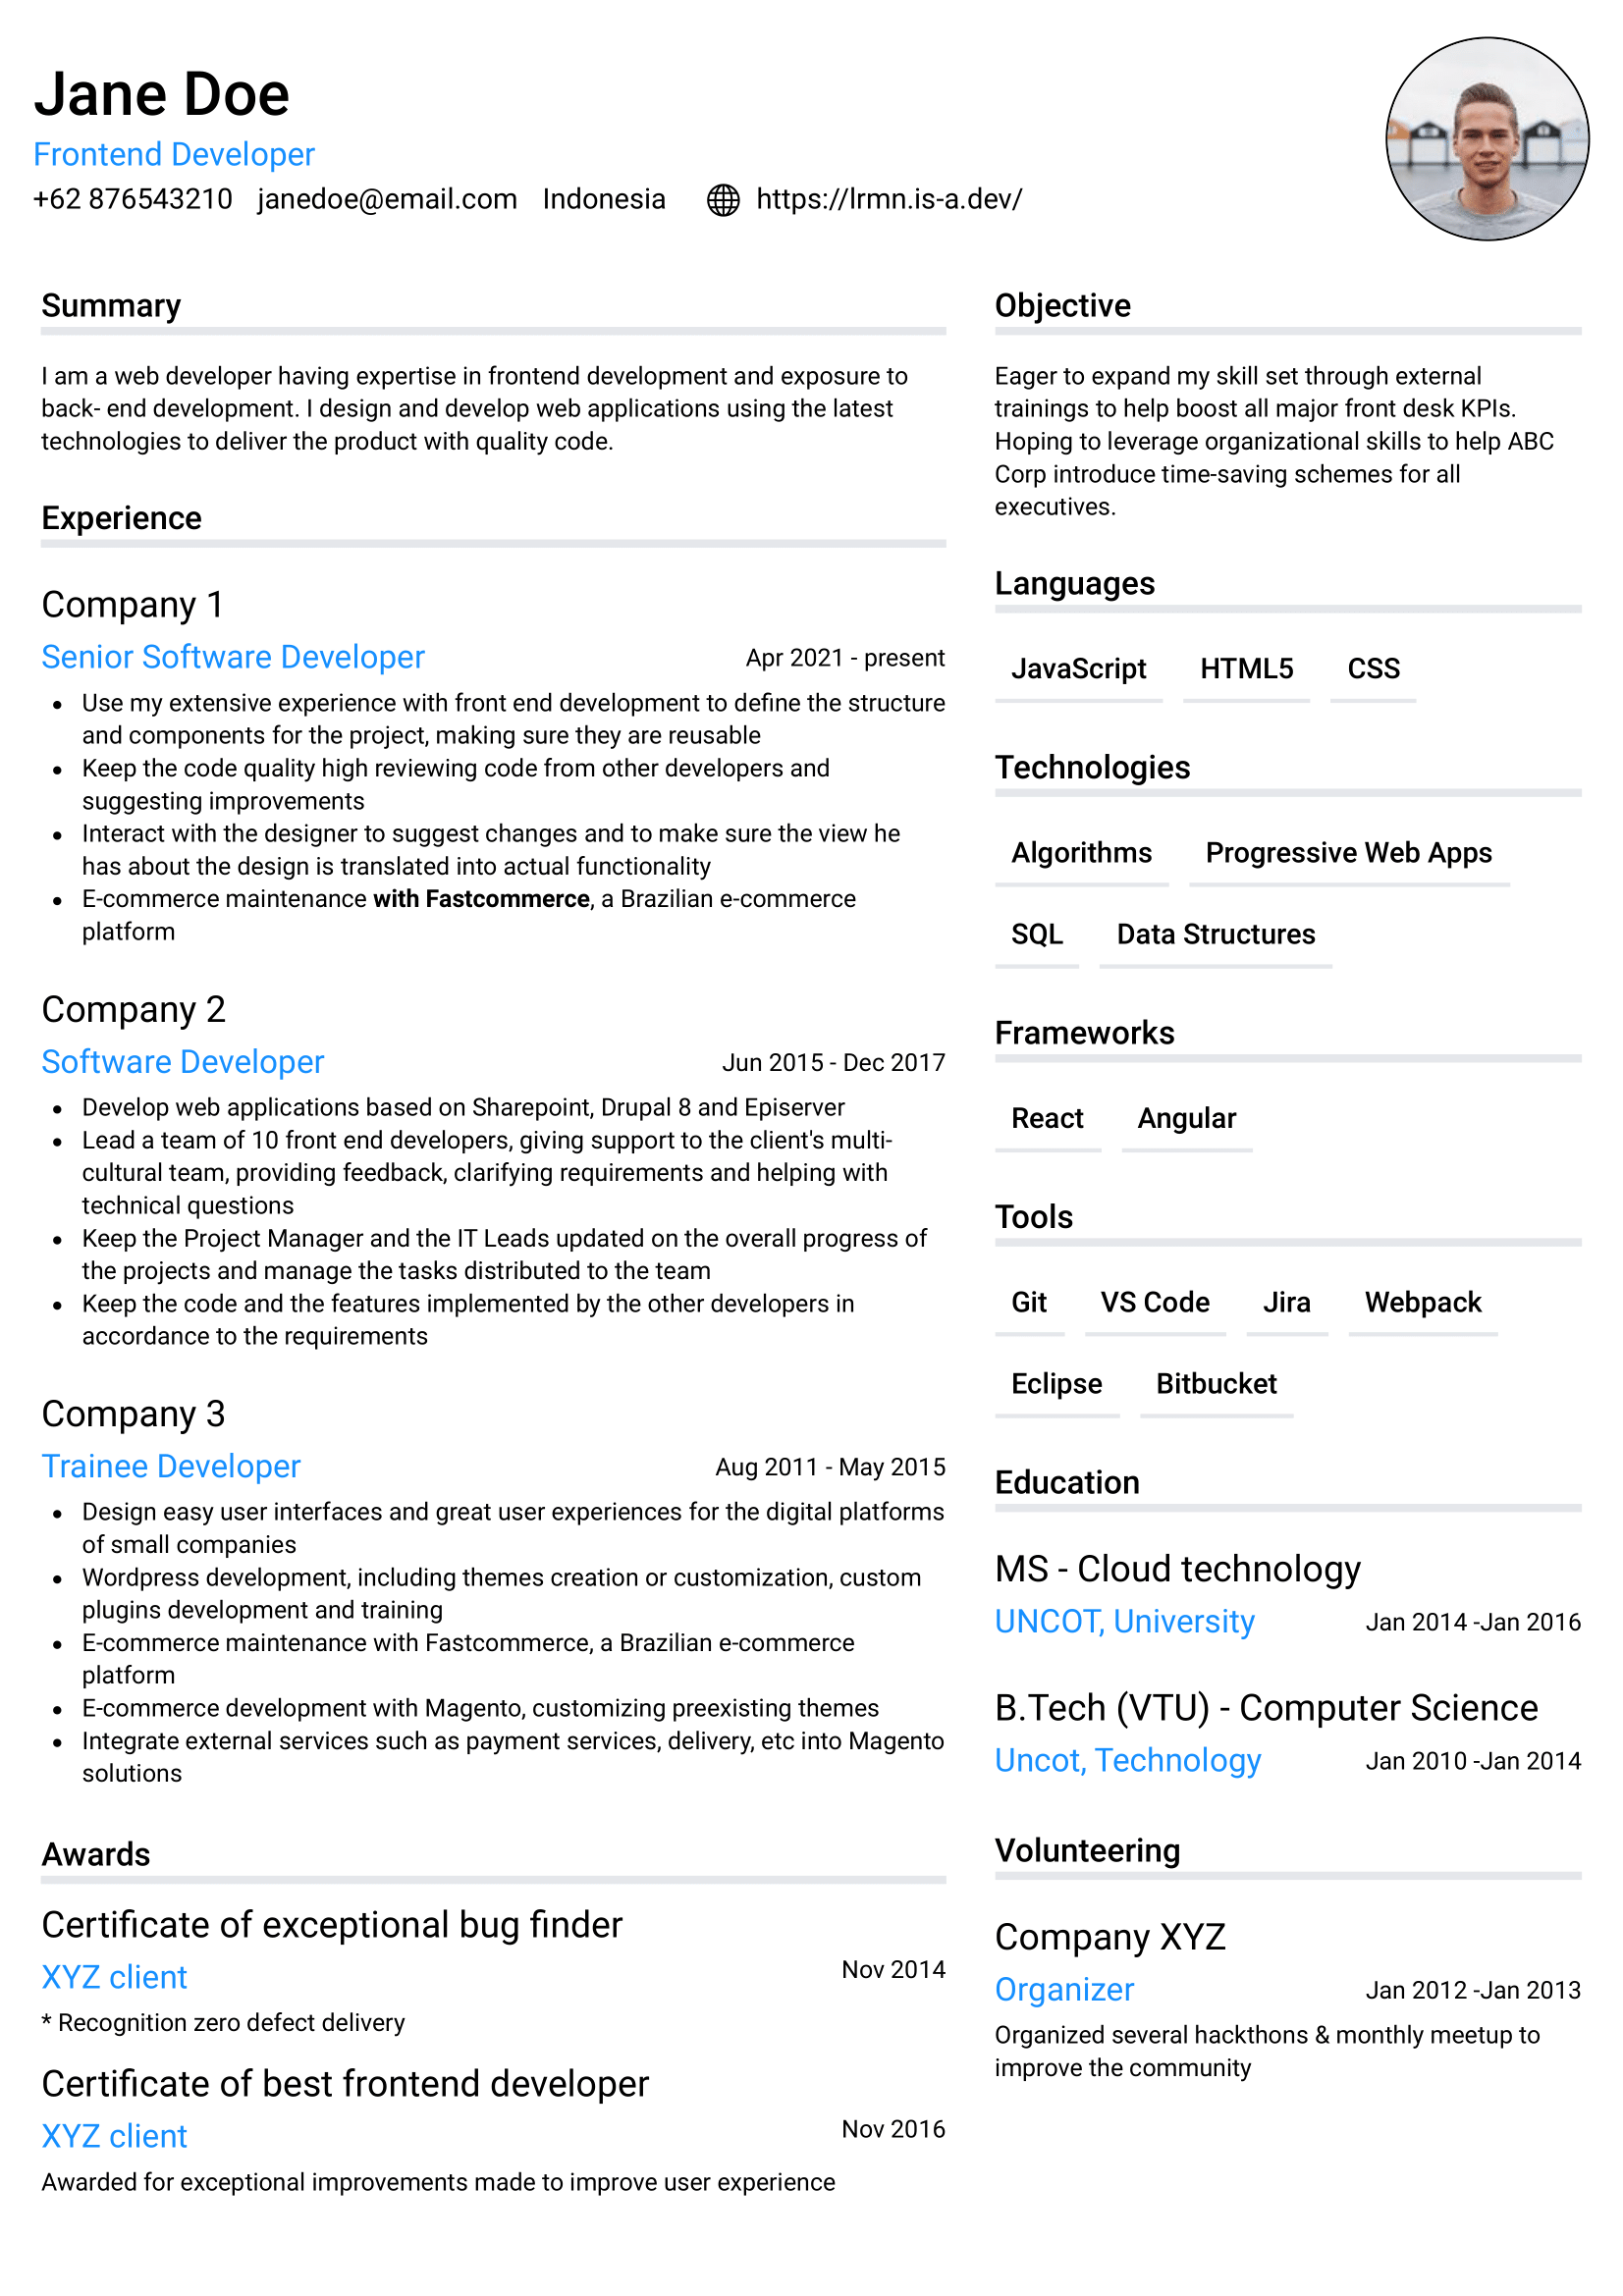 Jane Doe
Frontend Developer
+62 876543210 janedoe@email.com Indonesia https://lrmn.is-a.dev/
Summary
I am a web developer having expertise in frontend development and exposure to
back- end development. I design and develop web applications using the latest
technologies to deliver the product with quality code.
Experience
Company 1
Senior Software Developer Apr 2021 - present
• Use my extensive experience with front end development to define the structure
and components for the project, making sure they are reusable
• Keep the code quality high reviewing code from other developers and
suggesting improvements
• Interact with the designer to suggest changes and to make sure the view he
has about the design is translated into actual functionality
• E-commerce maintenance with Fastcommerce, a Brazilian e-commerce
platform
Company 2
Software Developer Jun 2015 - Dec 2017
• Develop web applications based on Sharepoint, Drupal 8 and Episerver
• Lead a team of 10 front end developers, giving support to the client's multi-
cultural team, providing feedback, clarifying requirements and helping with
technical questions
• Keep the Project Manager and the IT Leads updated on the overall progress of
the projects and manage the tasks distributed to the team
• Keep the code and the features implemented by the other developers in
accordance to the requirements
Company 3
Trainee Developer Aug 2011 - May 2015
• Design easy user interfaces and great user experiences for the digital platforms
of small companies
• Wordpress development, including themes creation or customization, custom
plugins development and training
• E-commerce maintenance with Fastcommerce, a Brazilian e-commerce
platform
• E-commerce development with Magento, customizing preexisting themes
• Integrate external services such as payment services, delivery, etc into Magento
solutions
Awards
Certificate of exceptional bug finder
XYZ client Nov 2014
* Recognition zero defect delivery
Certificate of best frontend developer
XYZ client Nov 2016
Awarded for exceptional improvements made to improve user experience
Objective
Eager to expand my skill set through external
trainings to help boost all major front desk KPIs.
Hoping to leverage organizational skills to help ABC
Corp introduce time-saving schemes for all
executives.
Languages
JavaScript HTML5 CSS
Technologies
Algorithms Progressive Web Apps
SQL Data Structures
Frameworks
React Angular
Tools
Git VS Code Jira Webpack
Eclipse Bitbucket
Education
MS - Cloud technology
UNCOT, University Jan 2014 -Jan 2016
B.Tech (VTU) - Computer Science
Uncot, Technology Jan 2010 -Jan 2014
Volunteering
Company XYZ
Organizer Jan 2012 -Jan 2013
Organized several hackthons & monthly meetup to
improve the community